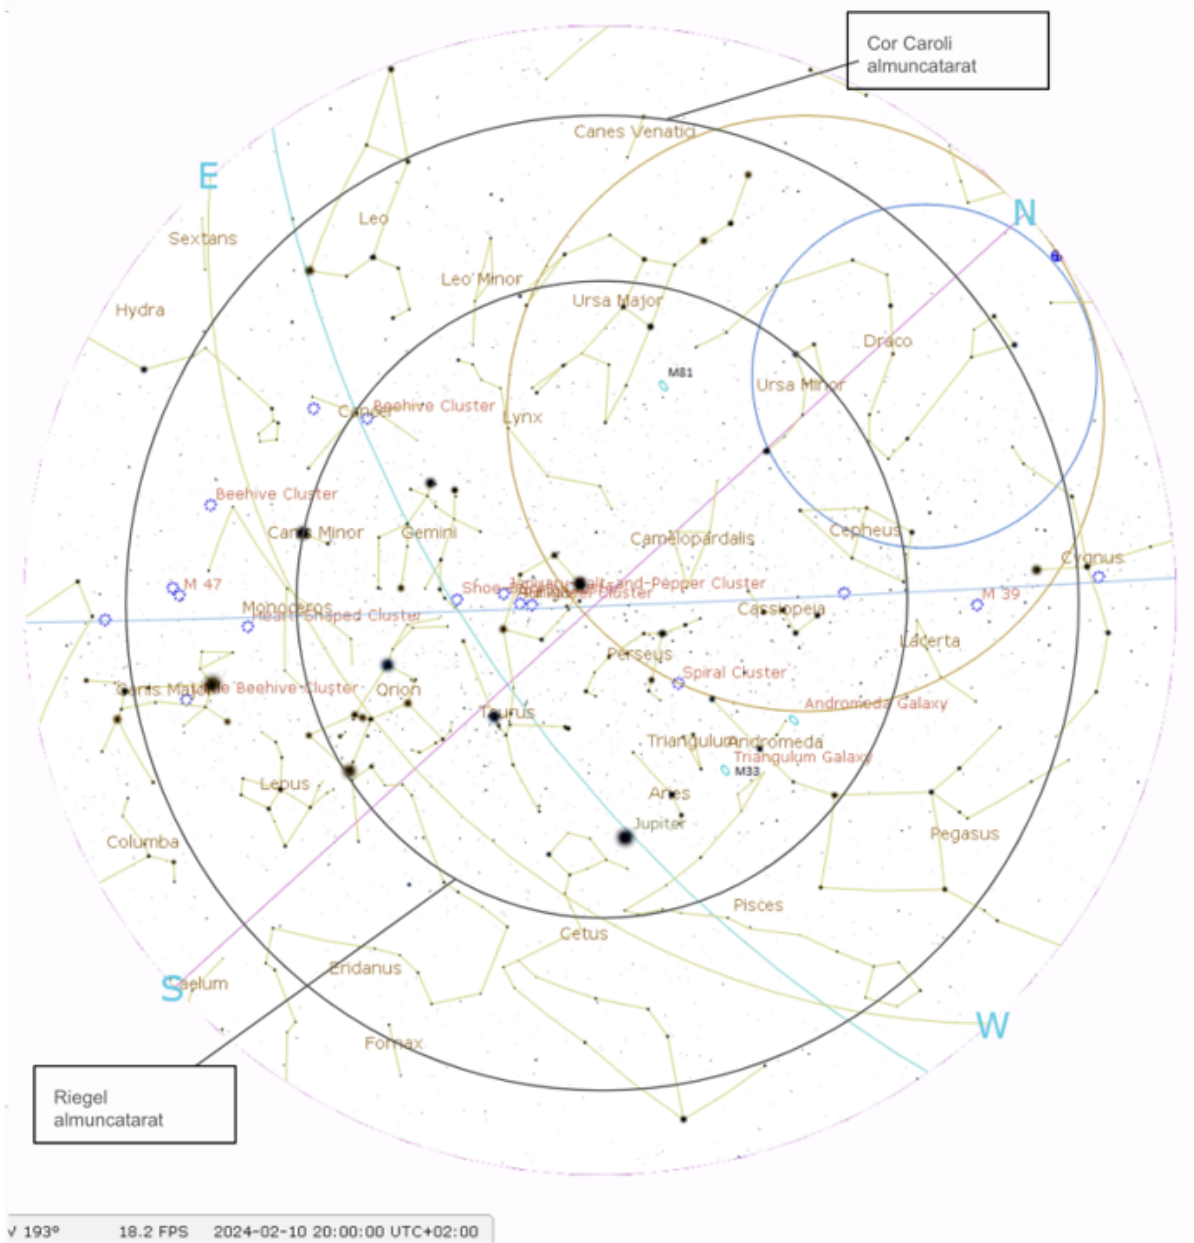 Cor Caroli
almuncatarat
Canes Venatici
E
N
Leo
Sextans
Leo Minor
Hydra
Ursa Major
Draco
M81
Ursa Minor
Cancer
Beehive Cluster
Lynx
Beehive Cluster
Canis Minor
Gemini
Camelopardalis
Cepheus
Cygnus
M 47
Salt-and-Pepper Cluster
M 39
Monoceros
Heart-Shaped Cluster
Cassiopeia
Lacerta
Perseus
Spiral Cluster
Canis Major
Beehive Cluster
Orion
Andromeda Galaxy
Taurus
Triangulum
Andromeda
Triangulum Galaxy
M33
Lepus
Aries
Jupiter
Columba
Pegasus
Pisces
Cetus
Eridanus
S
Caelum
W
Fornax
Riegel
almuncatarat
V 193°
18.2 FPS
2024-02-10 20:00:00 UTC+02:00